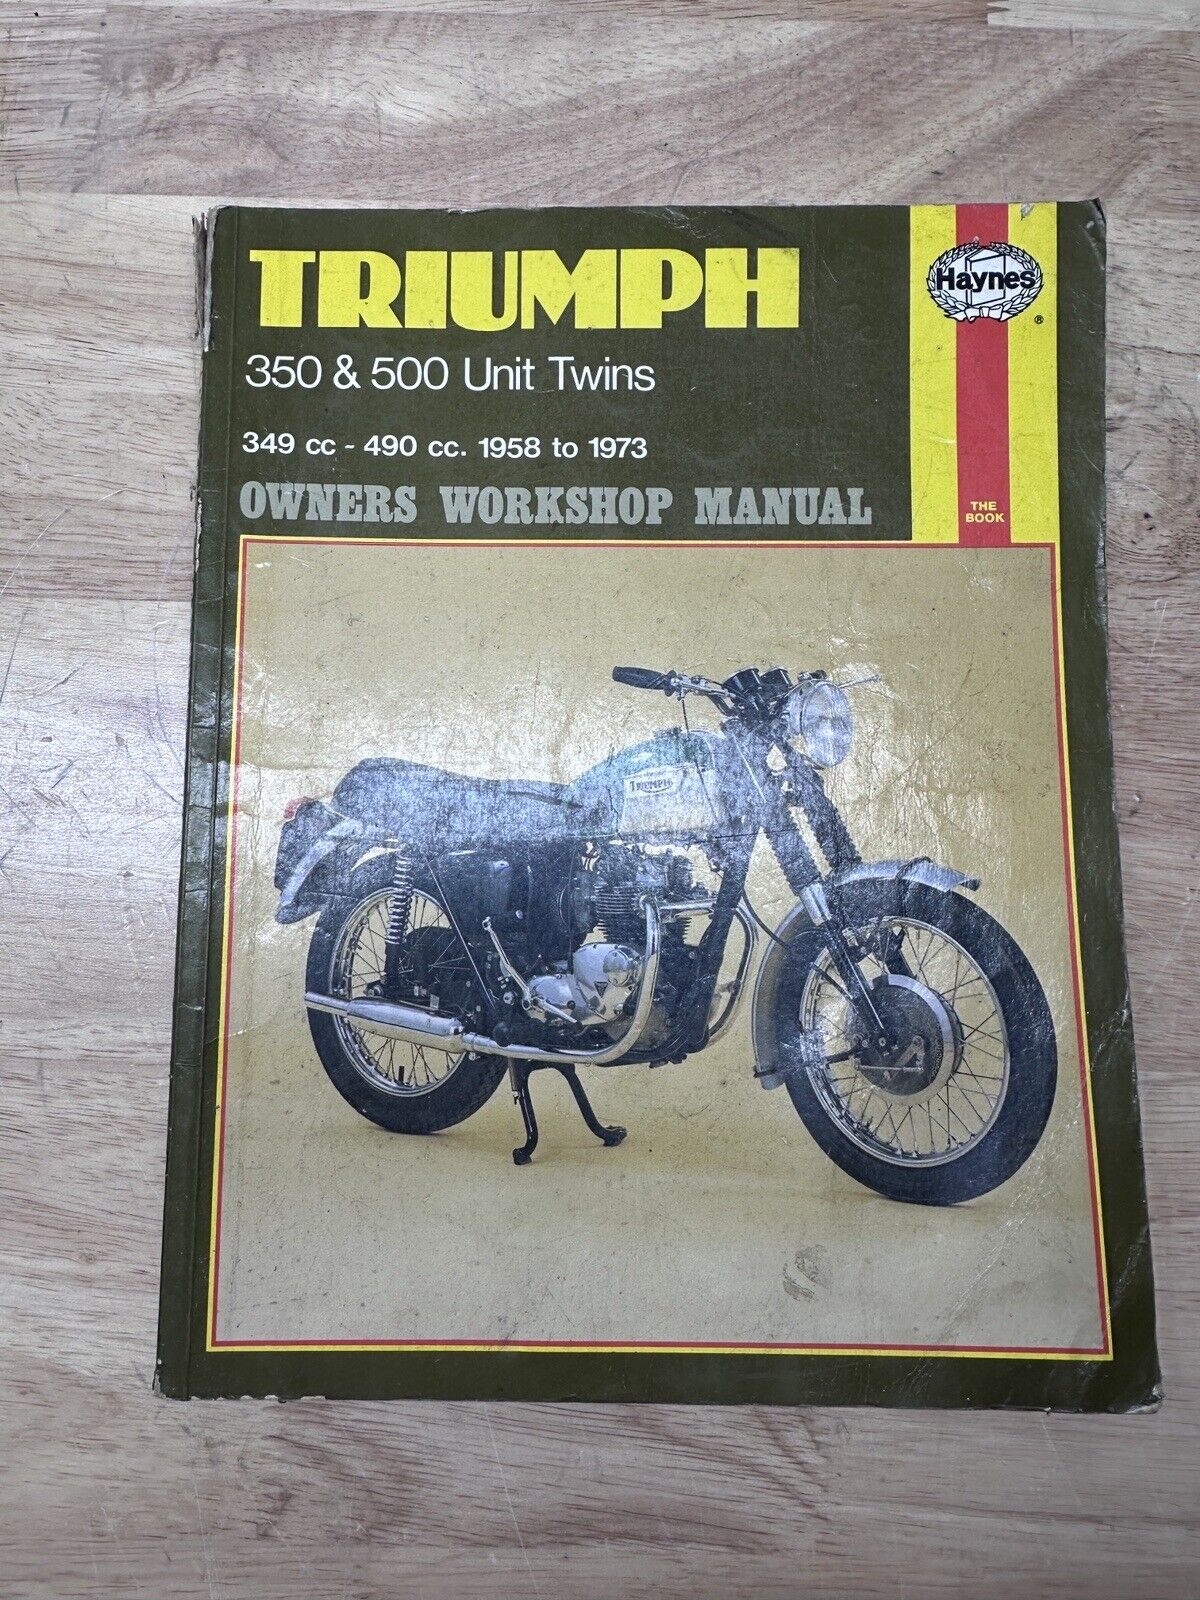 TRIUMPH
Haynes
®
350 & 500 Unit Twins
349 cc - 490 cc. 1958 to 1973
OWNERS WORKSHOP MANUAL
THE
BOOK
TRIUMPH